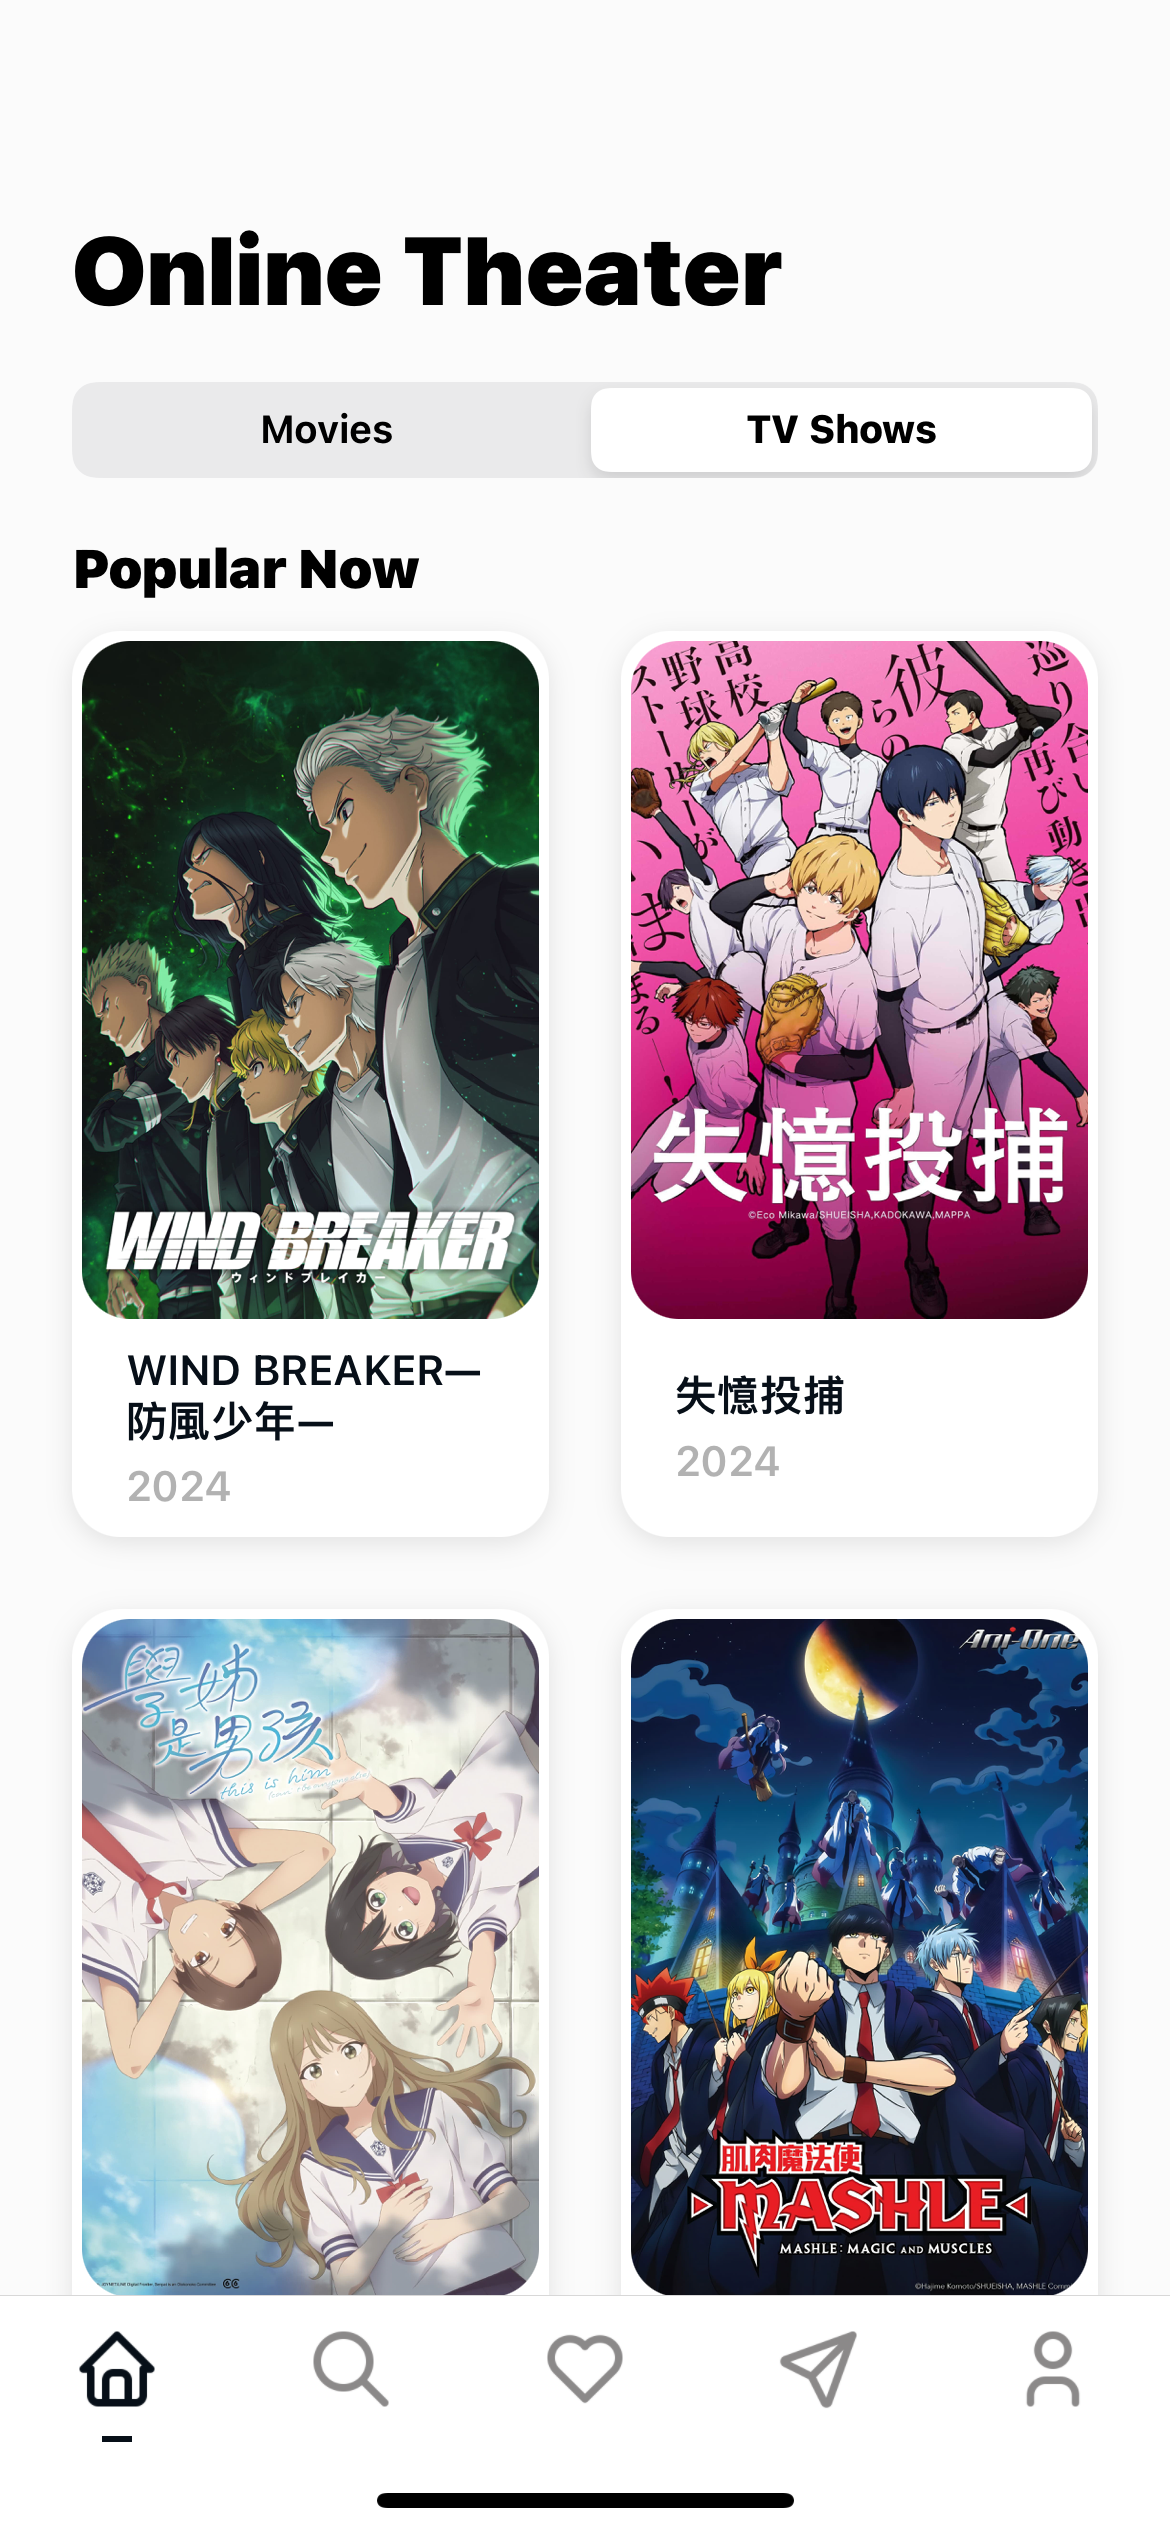 Online Theater
Movies
TV Shows
Popular Now
WIND BREAKER
ウィンドブレイカー
WIND BREAKER—
防風少年—
2024
高校
野球
ストーリーが
彼
らの
巡り合い
再び動き出
いま
まる
失憶投捕
©Eco Mikawa/SHUEISHA,KADOKAWA,MAPPA
失憶投捕
2024
學姊
是男孩
this is him
Ani-One
肌肉魔法使
MASHLE
MASHLE: MAGIC AND MUSCLES
©Hajime Komoto/SHUEISHA, MASHLE Comm